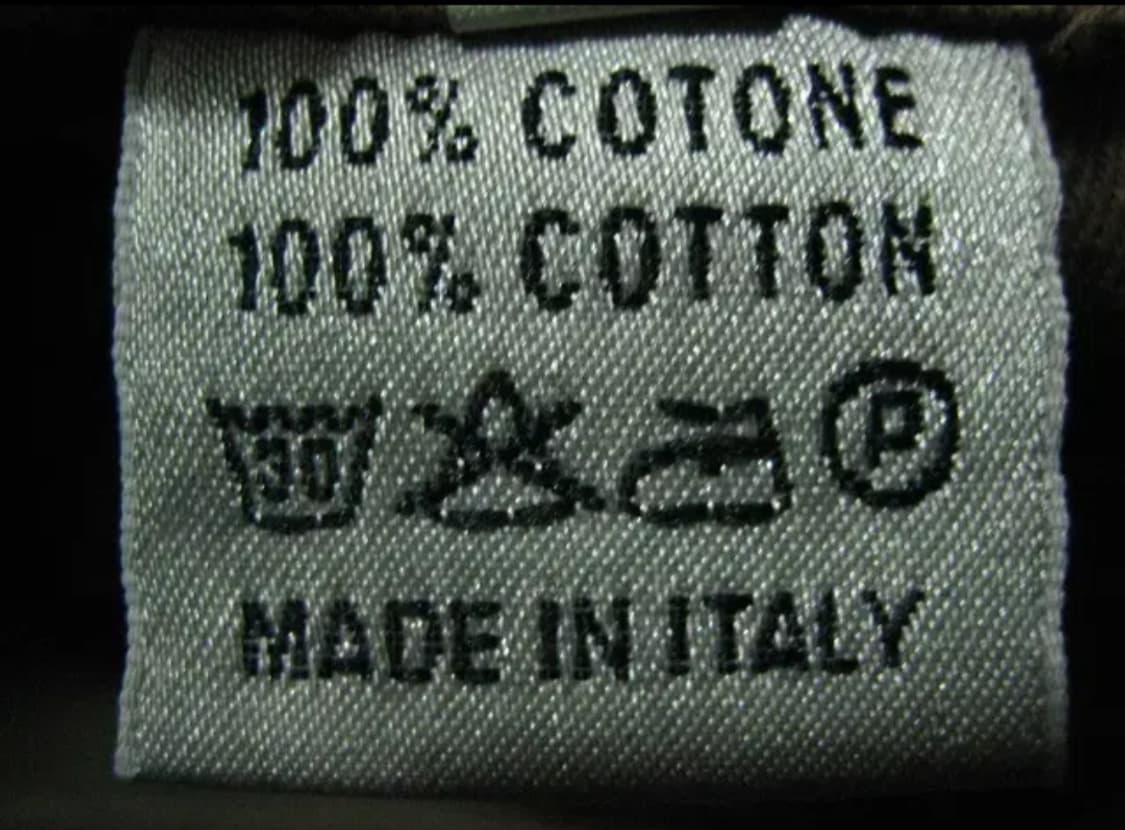 100% COTONE
100% COTTON
30 P
MADE IN ITALY